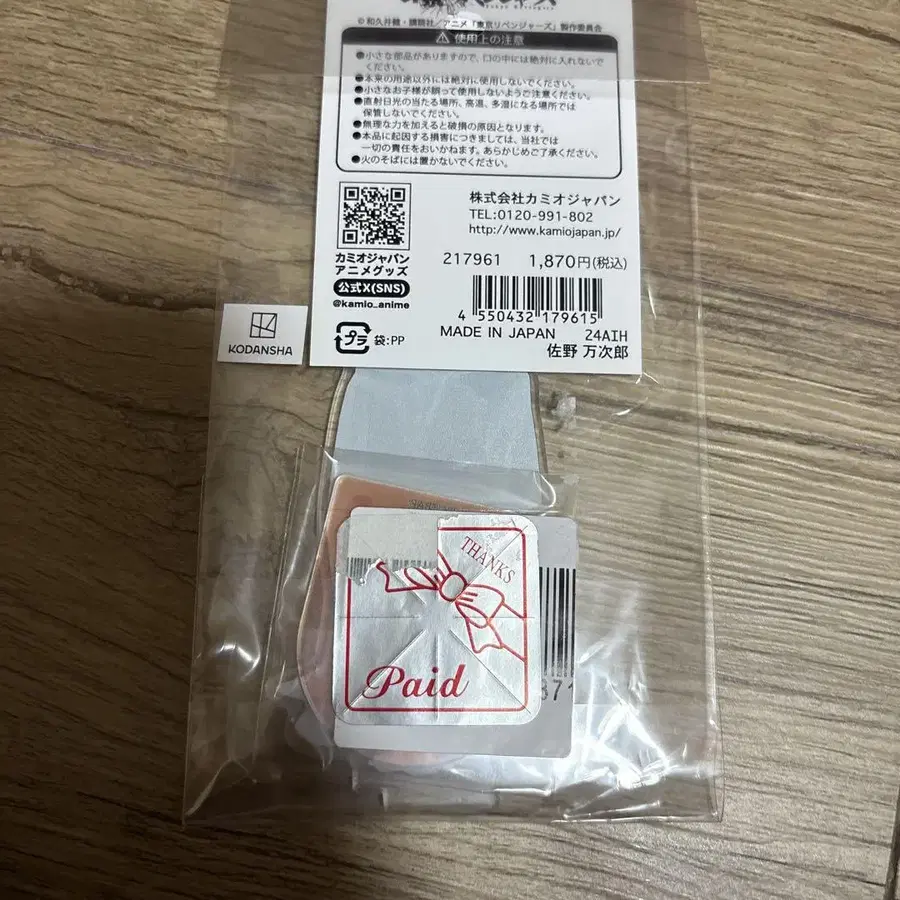 ©和久井健・講談社／アニメ「東京リベンジャーズ」製作委員会
使用上の注意
●小さな部品がありますので、口の中には絶対に入れないで
ください。
●本来の用途以外には絶対に使用しないでください。
●小さなお子様が誤って使用しないようご注意ください。
●直射日光の当たる場所、高温、多湿になる場所では
保管しないでください。
●無理な力を加えると破損の原因となります。
●本品に起因する損害につきましては、当社では
一切の責任をおいかねます。あらかじめご了承ください。
●火のそばには置かないでください。
株式会社カミオジャパン
TEL:0120-991-802
http://www.kamiojapan.jp/
カミオジャパン
アニメグッズ
公式X(SNS)
@kamio_anime
217961 1,870円(税込)
4 550432 179615
MADE IN JAPAN 24AIH
佐野 万次郎
プラ 袋:PP
KODANSHA
THANKS
Paid